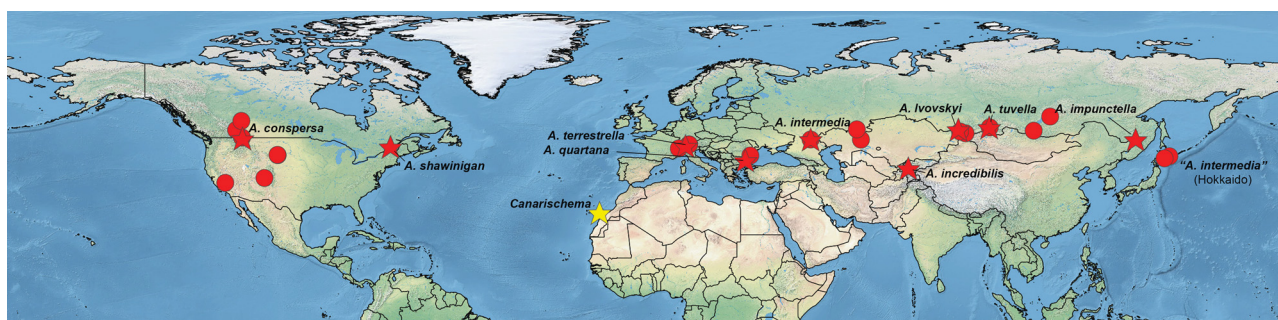 A. conspersa
A. shawinigan
A. terrestrella
A. quartana
Canarischema
A. intermedia
A. lvovskyi
A. tuvella
A. impunctella
A. incredibilis
“A. intermedia”
(Hokkaido)